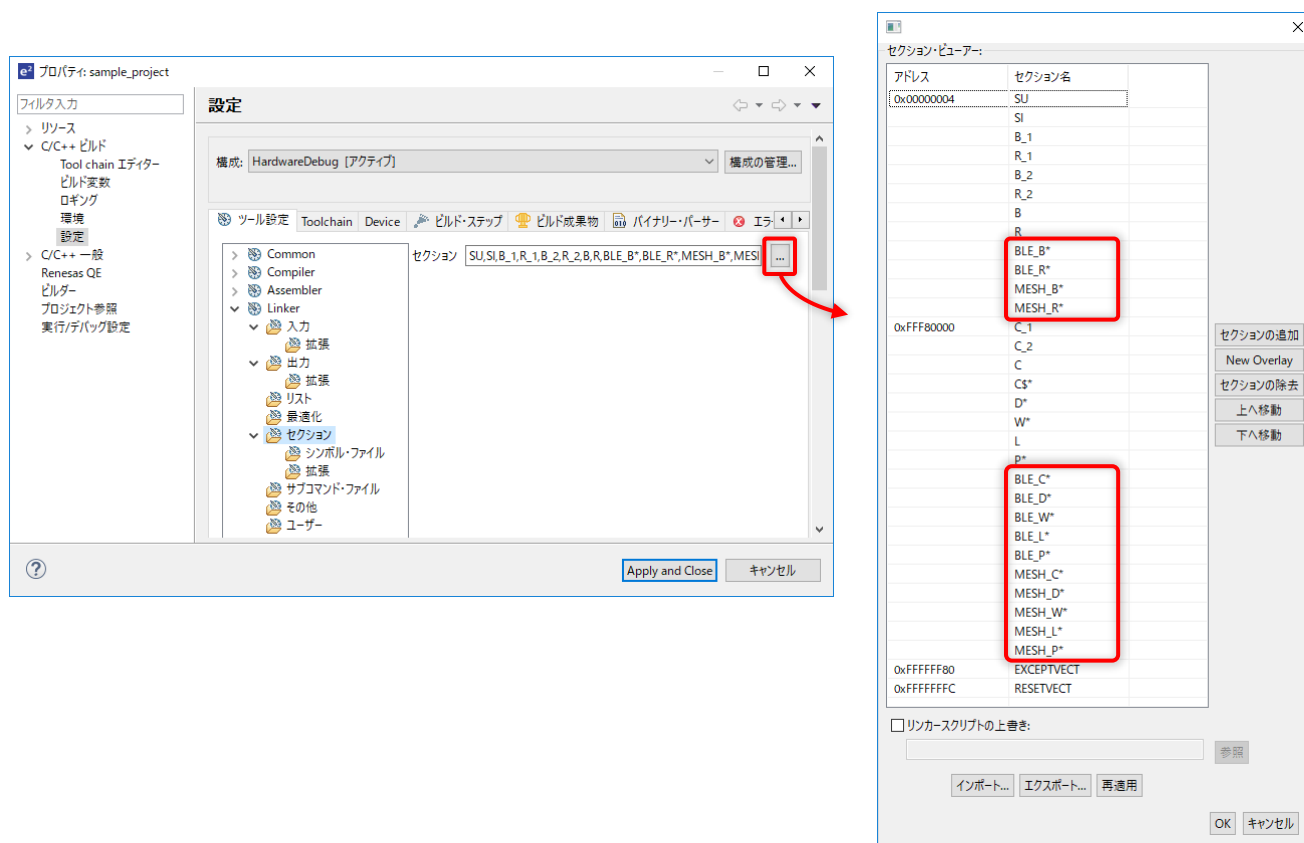 プロパティ: sample_project
フィルタ入力
リソース
C/C++ ビルド
Tool chain エディター
ビルド変数
ロギング
環境
設定
C/C++ 一般
Renesas QE
ビルダー
プロジェクト参照
実行/デバッグ設定
設定
構成: HardwareDebug [アクティブ] 構成の管理...
ツール設定 Toolchain Device ビルド・ステップ ビルド成果物 バイナリー・パーサー エラ
Common
Compiler
Assembler
Linker
入力
拡張
出力
拡張
リスト
最適化
セクション
シンボル・ファイル
拡張
サブコマンド・ファイル
その他
ユーザー
セクション SU,SI,B_1,R_1,B_2,R_2,B,R,BLE_B*,BLE_R*,MESH_B*,MESI ...
Apply and Close キャンセル
セクション・ビューアー:
アドレス セクション名
0x00000004 SU
SI
B_1
R_1
B_2
R_2
B
R
BLE_B*
BLE_R*
MESH_B*
MESH_R*
0xFFF80000 C_1
C_2
C
C$*
D*
W*
L
P*
BLE_C*
BLE_D*
BLE_W*
BLE_L*
BLE_P*
MESH_C*
MESH_D*
MESH_W*
MESH_L*
MESH_P*
0xFFFFFF80 EXCEPTVECT
0xFFFFFFFC RESETVECT
セクションの追加
New Overlay
セクションの除去
上へ移動
下へ移動
リンカースクリプトの上書き:
参照
インポート... エクスポート... 再適用
OK キャンセル